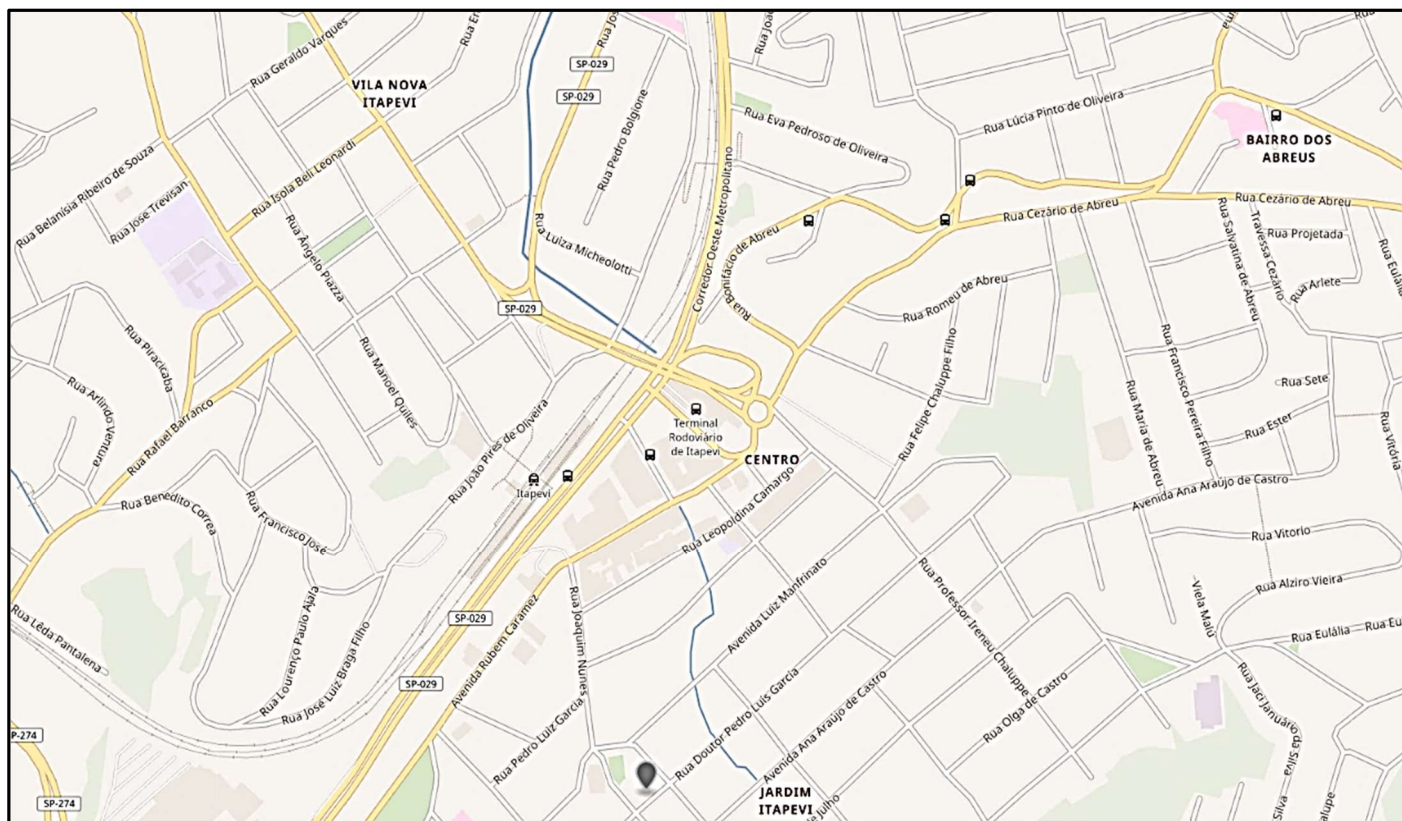 Rua Geraldo Varques
VILA NOVA
ITAPEVI
SP-029
SP-029
Rua Pedro Bolgione
Rua Eva Pedroso de Oliveira
Rua Lúcia Pinto de Oliveira
BAIRRO DOS
ABREUS
Rua Belanísia Ribeiro de Souza
Rua José Trevisan
Rua Isola Beli Leonardi
Rua Ângelo Piazza
Rua Luiza Micheolotti
Corredor Oeste Metropolitano
Rua Bonifácio de Abreu
Rua Cezário de Abreu
Rua Cezário de Abreu
Rua Salvatina de Abreu
Travessa Cezário
Rua Projetada
Rua Arlete
Rua Eulália
SP-029
Rua Romeu de Abreu
Rua Piracicaba
Rua Manoel Quiles
Rua Arlindo
Ventura
Rua Rafael Barranco
Rua João Pires de Oliveira
Terminal
Rodoviário
de Itapevi
CENTRO
Rua Felipe Chaluppe Filho
Rua Maria de Abreu
Rua Francisco Pereira Filho
Rua Sete
Rua Ester
Rua Vitória
Itapevi
Rua Benedito Correa
Rua Francisco José
Rua Leopoldina Camargo
Avenida Ana Araújo de Castro
Rua Vitorio
Rua Alziro Vieira
Viela Maiú
Rua Eulália
Rua Lêda Pantalena
Rua Lourenço Paulo Ajala
Rua José Luiz Braga Filho
SP-029
SP-029
Avenida Rubem Caramez
Rua Joaquim Nunes
Avenida Luiz Manfrinato
Rua Professor Ireneu Chaluppe
Rua Pedro Luiz Garcia
Rua Doutor Pedro Luis Garcia
Avenida Ana Araújo de Castro
Rua Olga de Castro
Rua Jaci Januário
da Silva
P-274
SP-274
JARDIM
ITAPEVI
de Julho
Silva